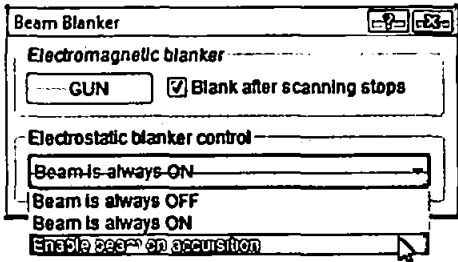 Beam Blanker
Electromagnetic blanker
GUN Blank after scanning stops
Electrostatic blanker control
Beam is always ON
Beam is always OFF
Beam is always ON
Enable beam on acquisition